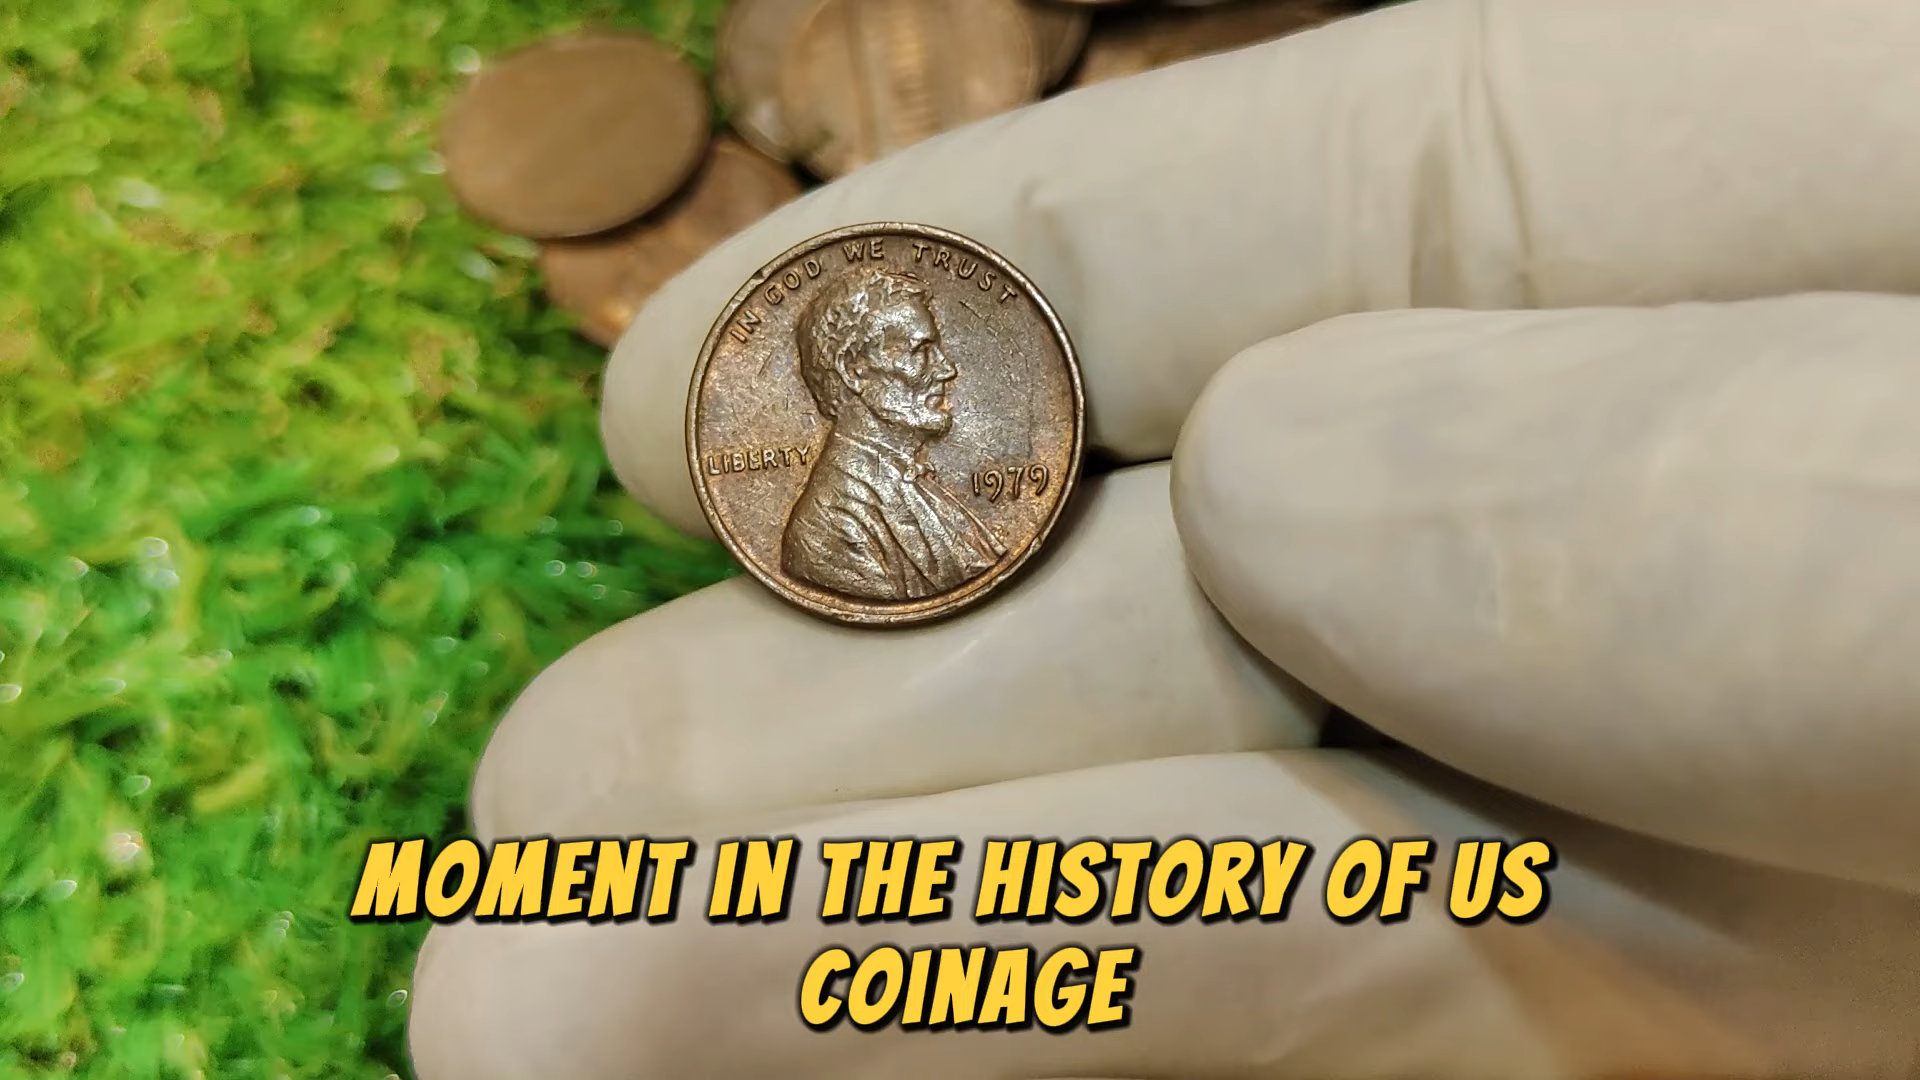 IN GOD WE TRUST
LIBERTY
1979
MOMENT IN THE HISTORY OF US
COINAGE